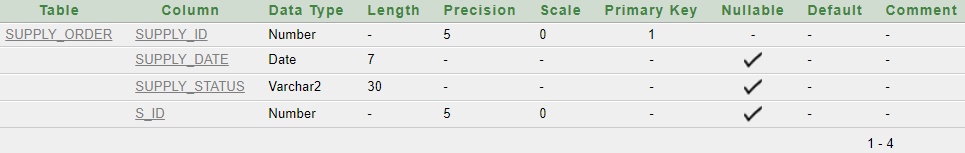 Table Column Data Type Length Precision Scale Primary Key Nullable Default Comment
SUPPLY_ORDER SUPPLY_ID Number - 5 0 1 - - -
SUPPLY_DATE Date 7 - - - ✓ - -
SUPPLY_STATUS Varchar2 30 - - - ✓ - -
S_ID Number - 5 0 - ✓ - -
1 - 4